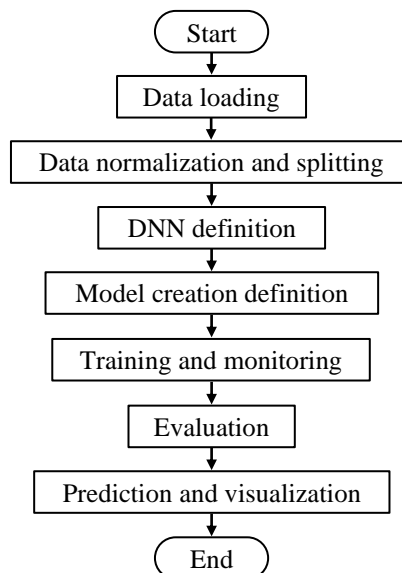 Start
Data loading
Data normalization and splitting
DNN definition
Model creation definition
Training and monitoring
Evaluation
Prediction and visualization
End